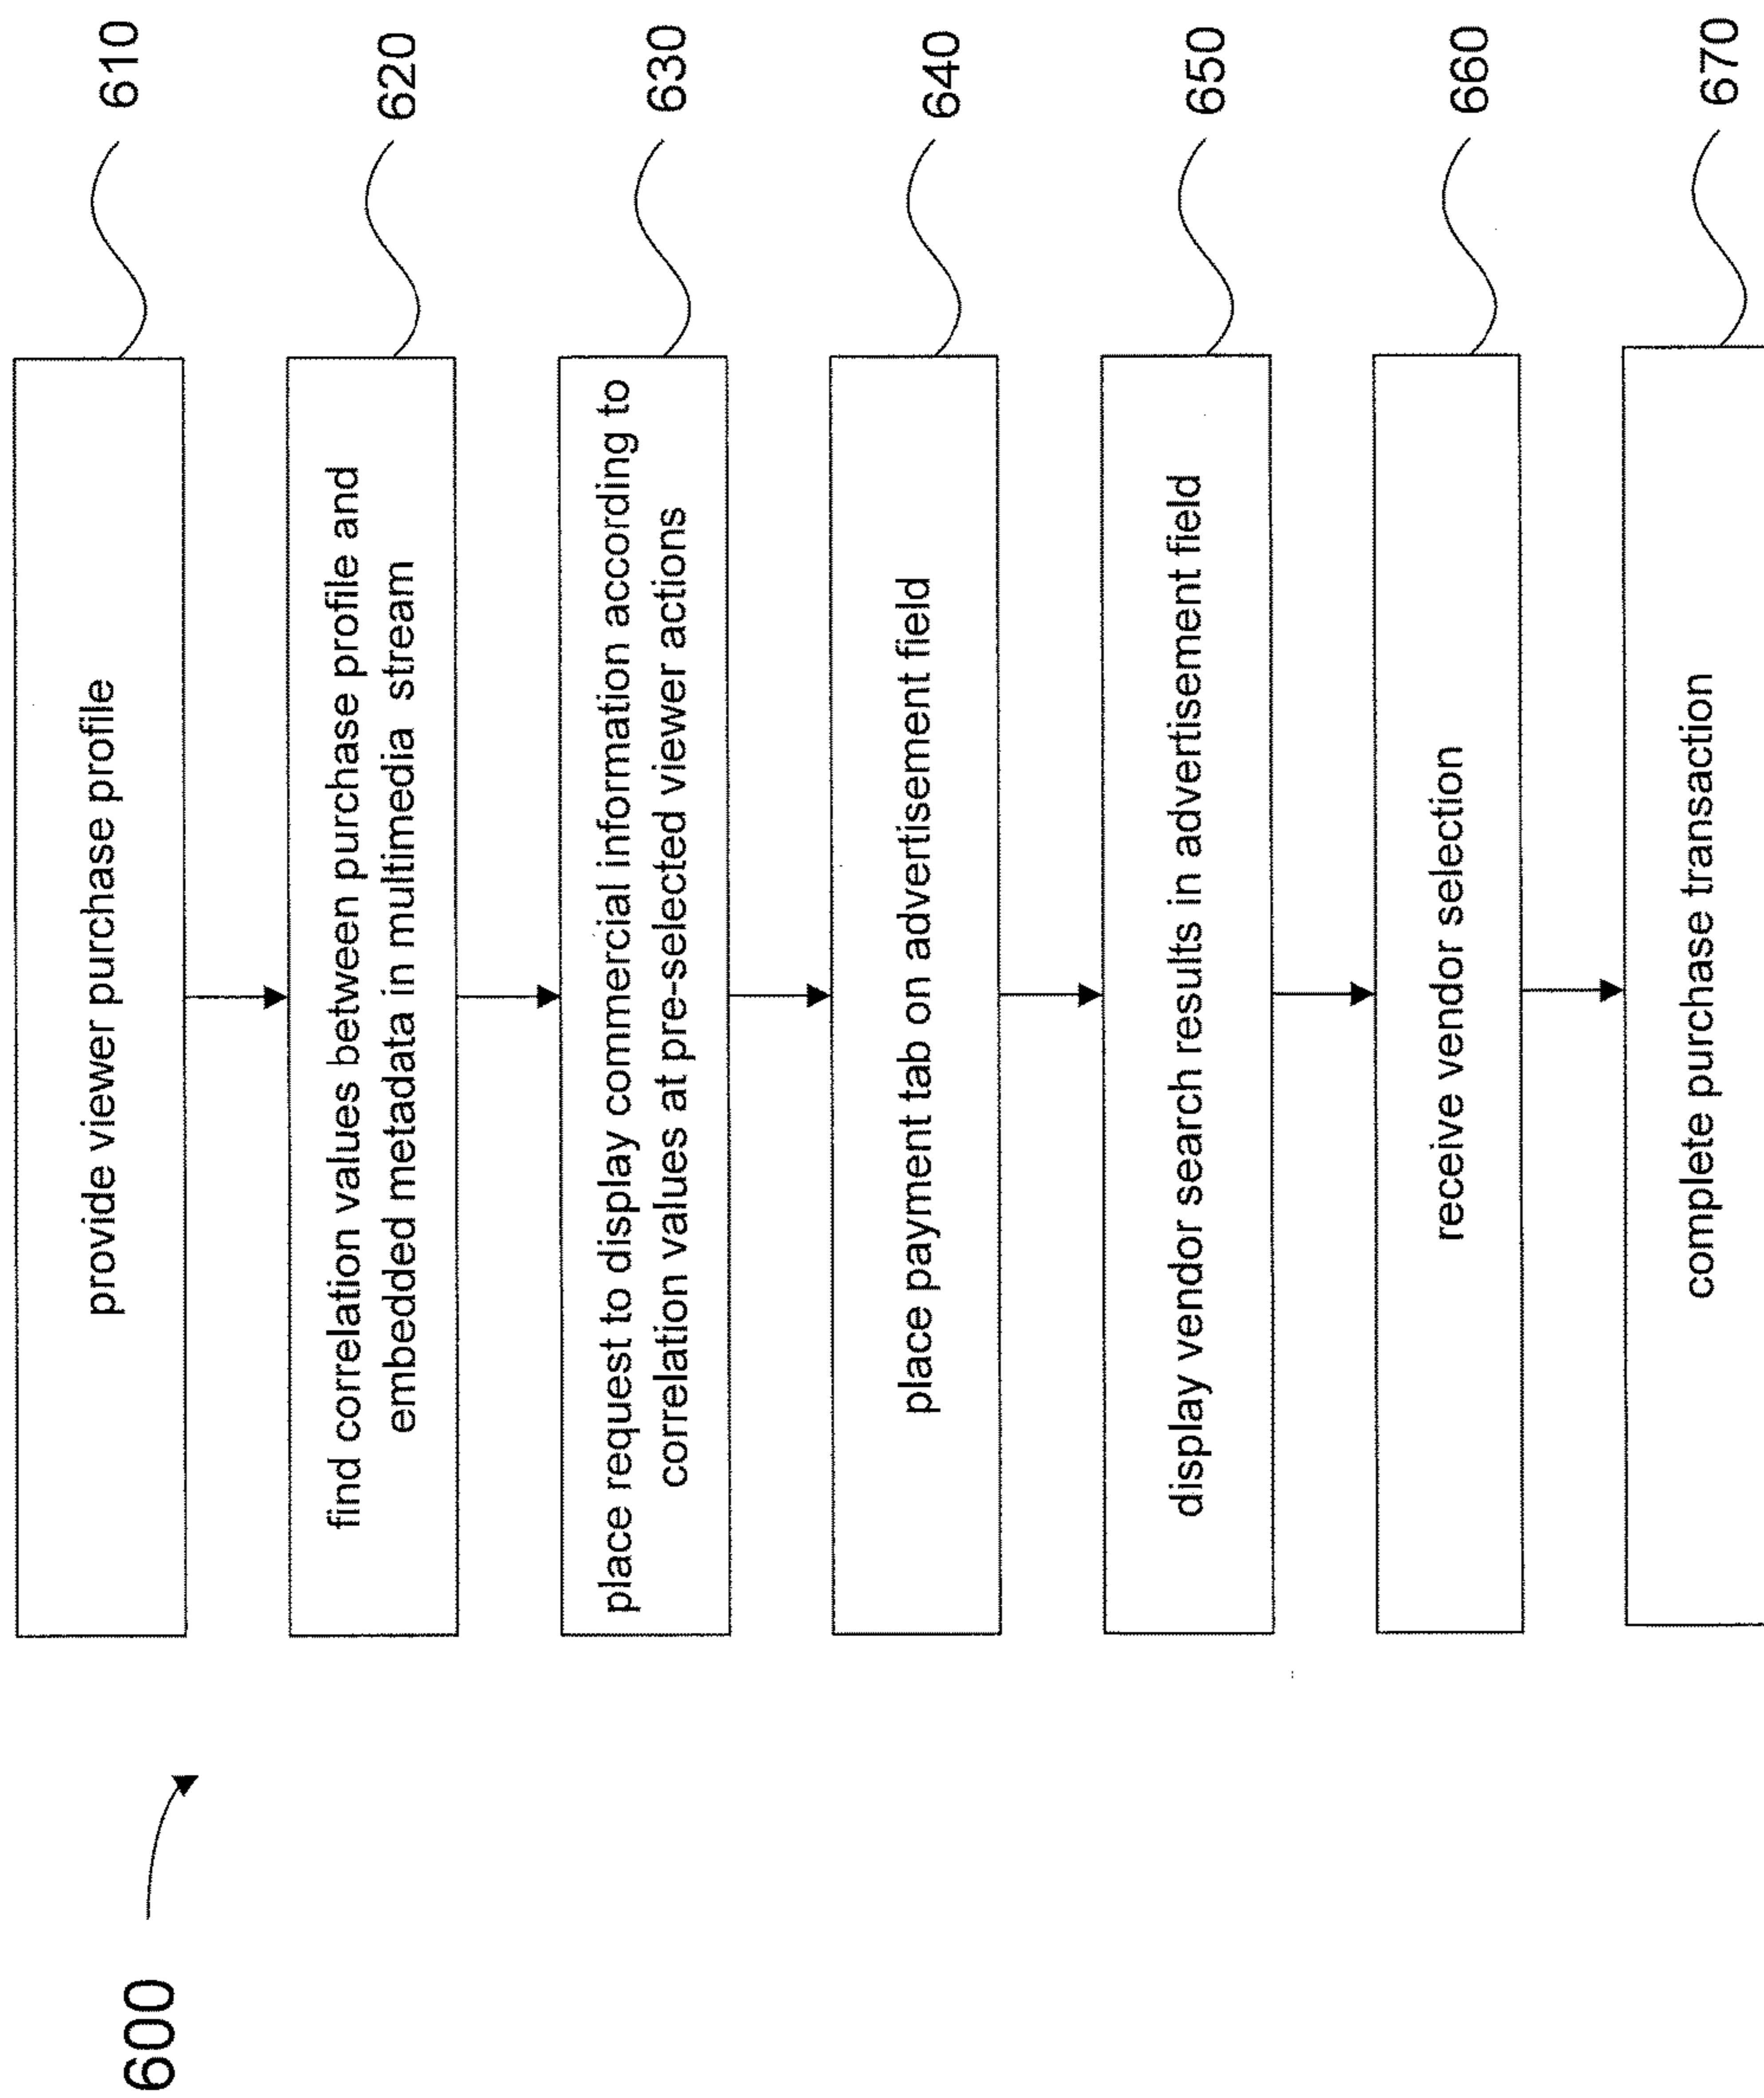 600
provide viewer purchase profile
610
find correlation values between purchase profile and
embedded metadata in multimedia stream
620
place request to display commercial information according to
correlation values at pre-selected viewer actions
630
place payment tab on advertisement field
640
display vendor search results in advertisement field
650
receive vendor selection
660
complete purchase transaction
670